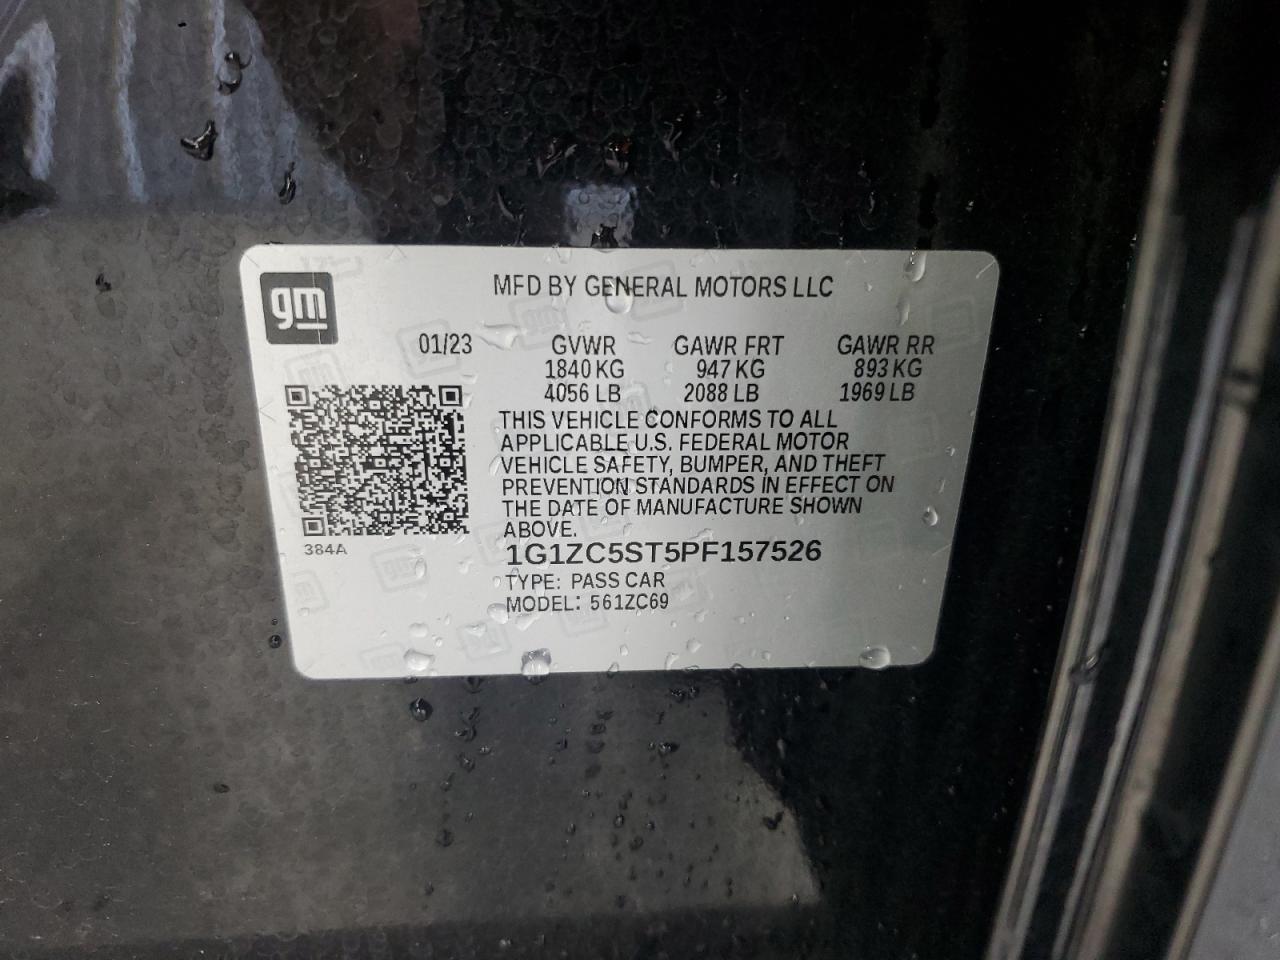 gm
MFD BY GENERAL MOTORS LLC
01/23 GVWR GAWR FRT GAWR RR
1840 KG 947 KG 893 KG
4056 LB 2088 LB 1969 LB
THIS VEHICLE CONFORMS TO ALL
APPLICABLE U.S. FEDERAL MOTOR
VEHICLE SAFETY, BUMPER, AND THEFT
PREVENTION STANDARDS IN EFFECT ON
THE DATE OF MANUFACTURE SHOWN
ABOVE.
384A
1G1ZC5ST5PF157526
TYPE: PASS CAR
MODEL: 561ZC69